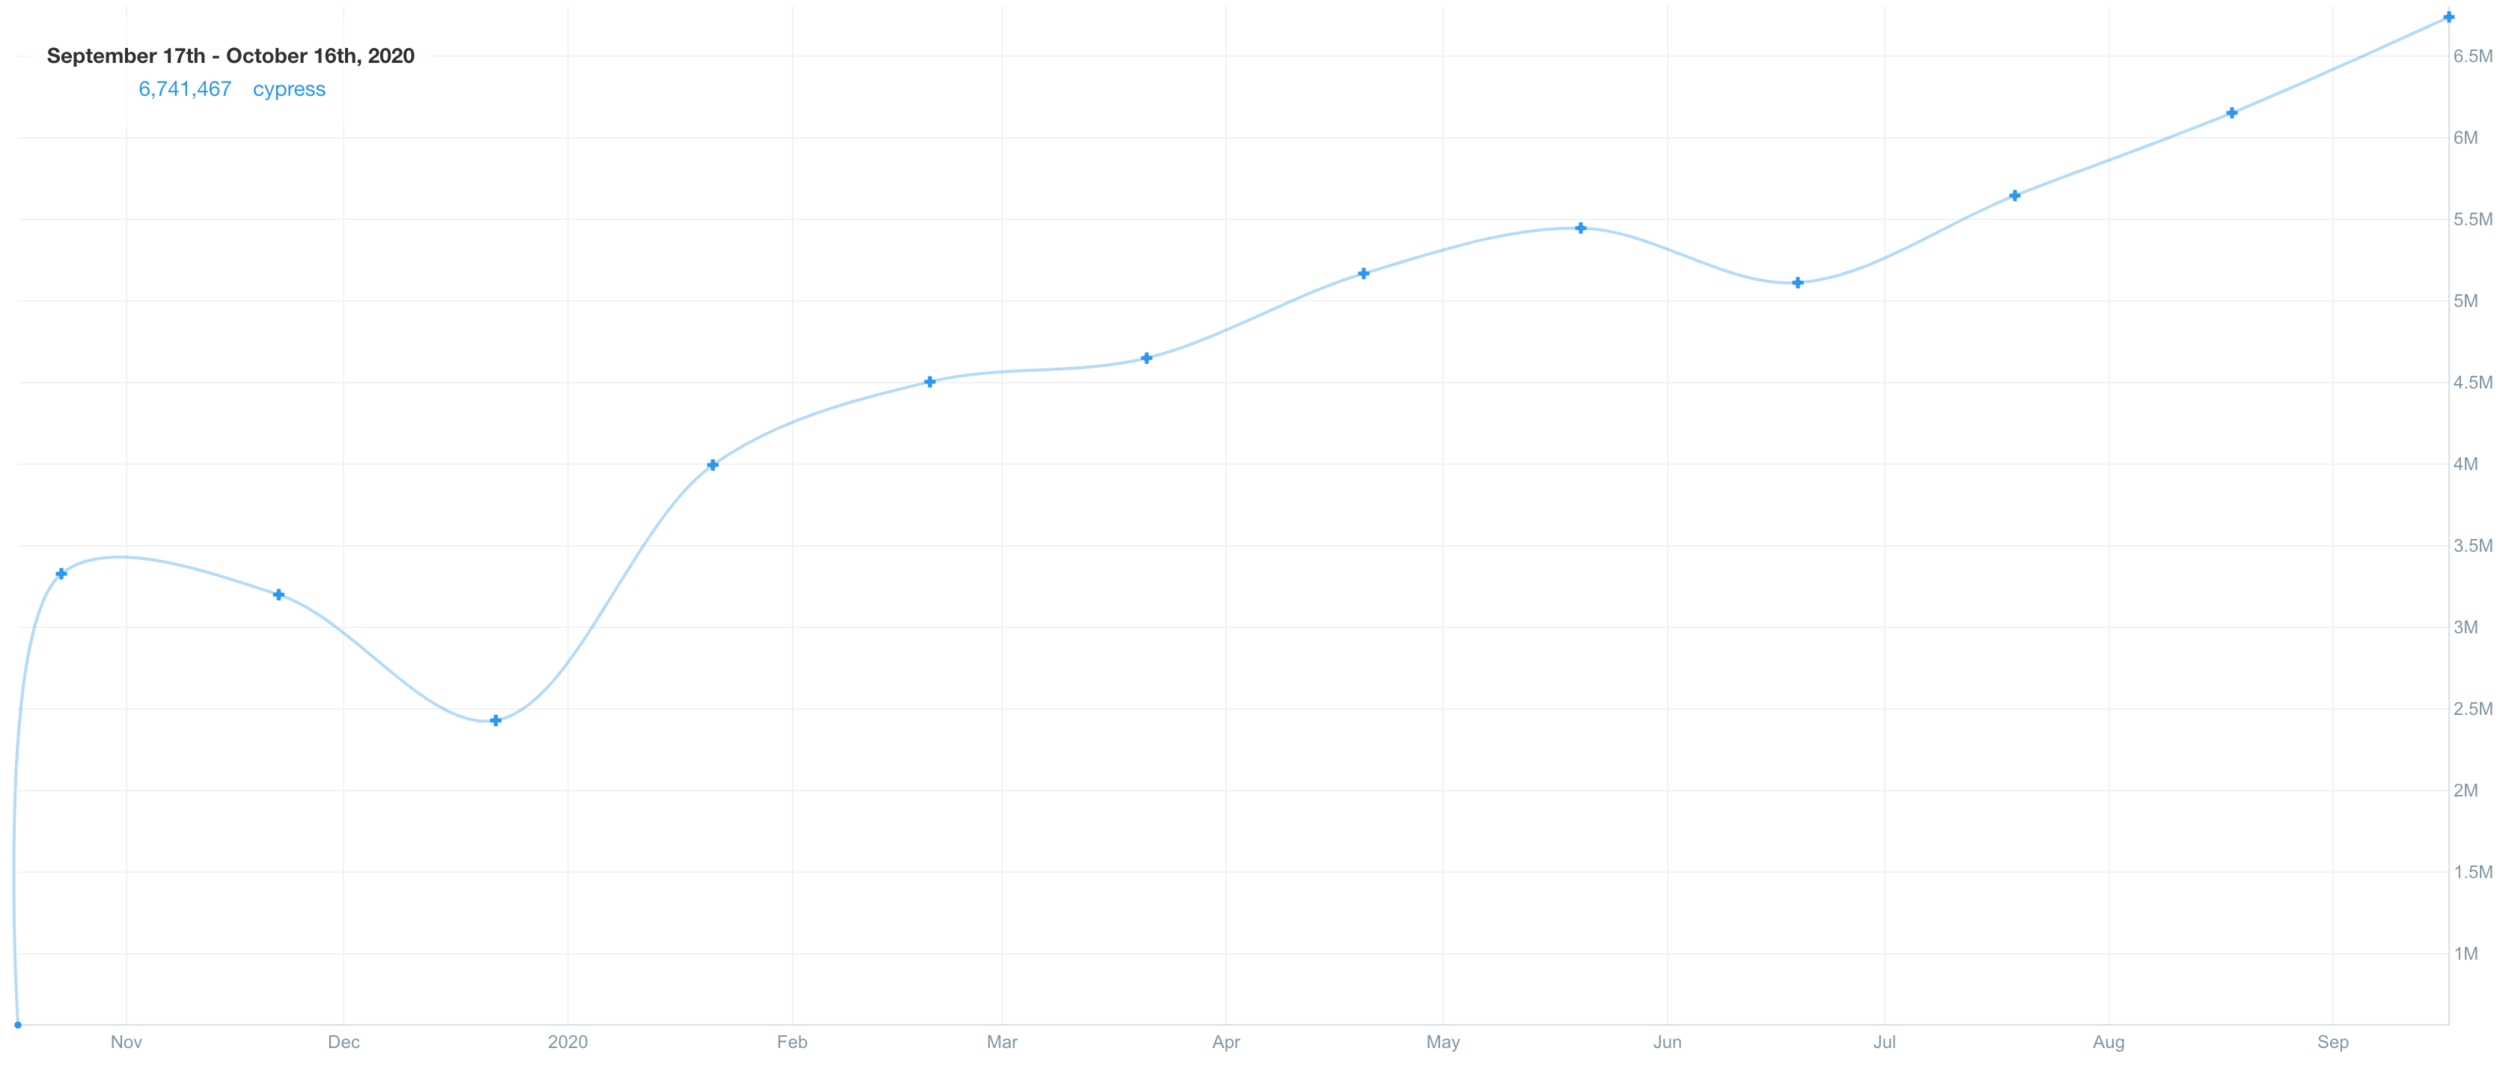 September 17th - October 16th, 2020
6,741,467 cypress
6.5M
6M
5.5M
5M
4.5M
4M
3.5M
3M
2.5M
2M
1.5M
1M
Nov Dec 2020 Feb Mar Apr May Jun Jul Aug Sep